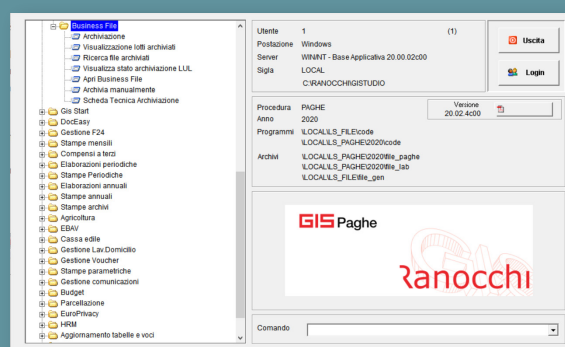 Business File
Archiviazione
Visualizzazione lotti archiviati
Ricerca file archiviati
Visualizza stato archiviazione LUL
Apri Business File
Archivia manualmente
Scheda Tecnica Archiviazione
Gis Start
DocEasy
Gestione F24
Stampe mensili
Compensi a terzi
Elaborazioni periodiche
Stampe Periodiche
Elaborazioni annuali
Stampe annuali
Stampe archivi
Agricoltura
EBAV
Cassa edile
Gestione Lav.Domicilio
Gestione Voucher
Stampe parametriche
Gestione comunicazioni
Budget
Parcellazione
EuroPrivacy
HRM
Aggiornamento tabelle e voci
Utente 1 (1)
Postazione Windows
Server WIN/INT - Base Applicativa 20.00.02c00
Sigla LOCAL
C:\RANOCCHI\GISTUDIO
Uscita
Login
Procedura PAGHE
Anno 2020
Versione
20.02.4c00
Programmi \LOCAL\LS_FILE\code
\LOCAL\LS_PAGHE\2020\code
Archivi \LOCAL\LS_PAGHE\2020\file_paghe
\LOCAL\LS_PAGHE\2020\file_lab
\LOCAL\LS_FILE\file_gen
GIS Paghe
Ranocchi
Comando